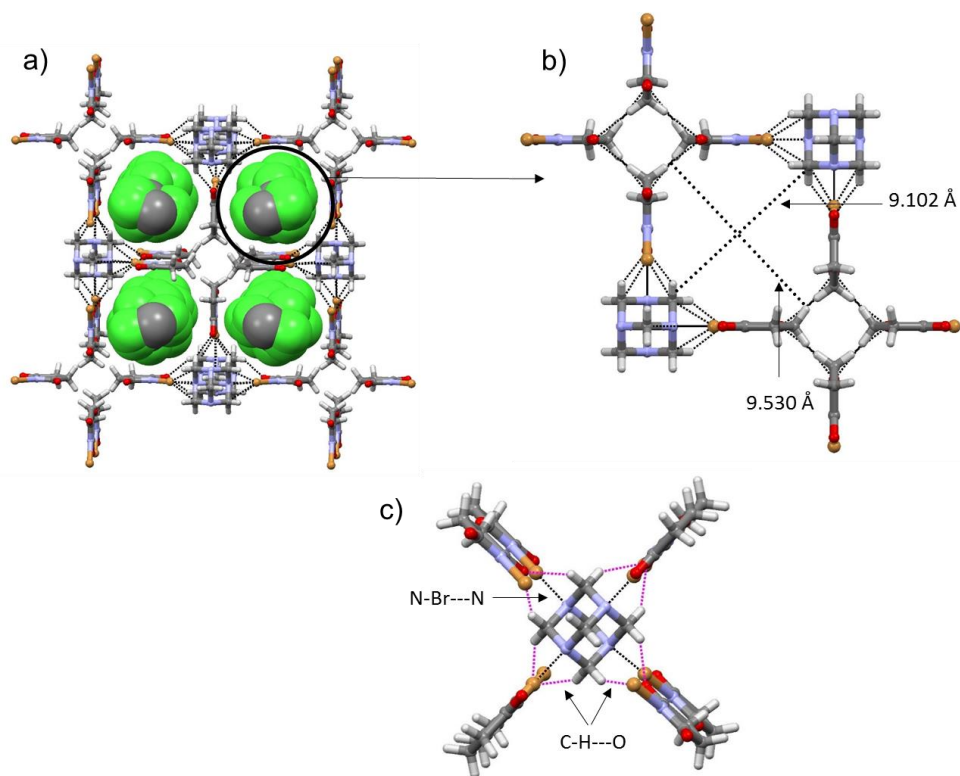 a)
b)
9.102 Å
9.530 Å
c)
N-Br---N
C-H---O